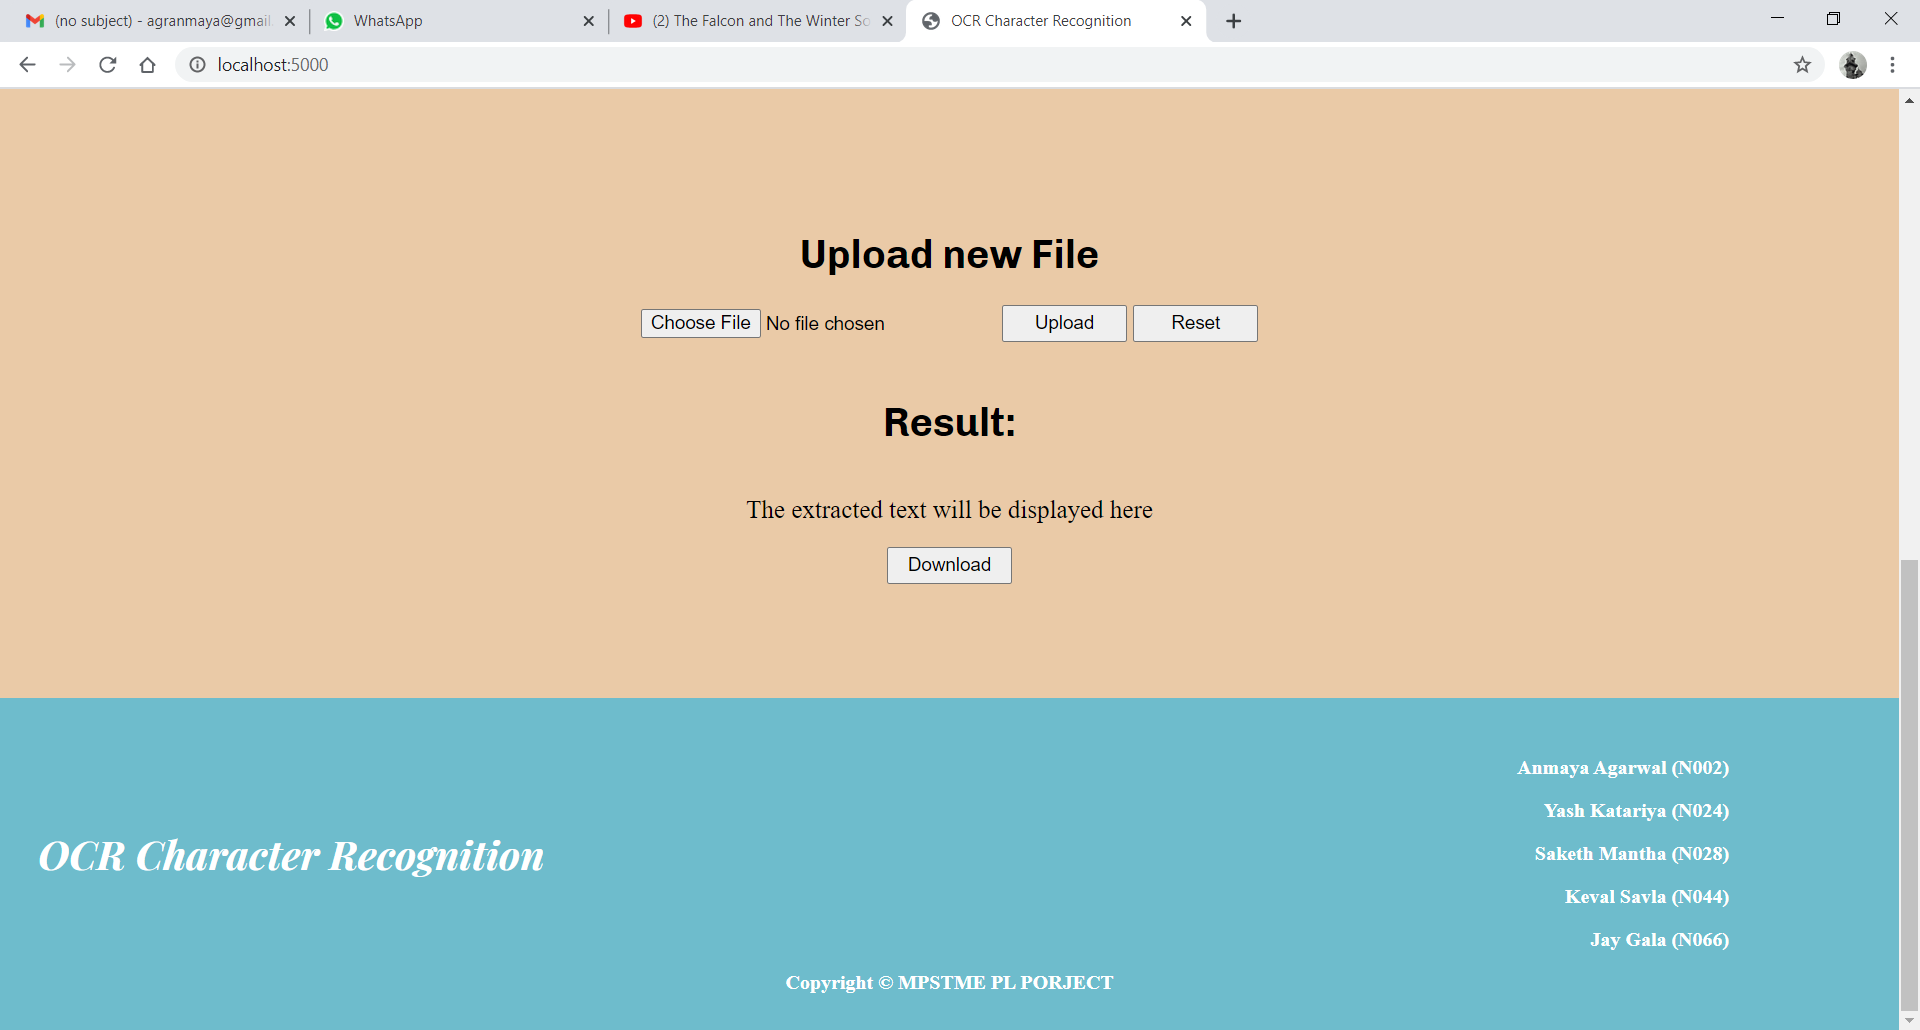 (no subject) - agranmaya@gmail.
WhatsApp
(2) The Falcon and The Winter So
OCR Character Recognition
localhost:5000
Upload new File
Choose File No file chosen
Upload
Reset
Result:
The extracted text will be displayed here
Download
OCR Character Recognition
Anmaya Agarwal (N002)
Yash Katariya (N024)
Saketh Mantha (N028)
Keval Savla (N044)
Jay Gala (N066)
Copyright © MPSTME PL PORJECT